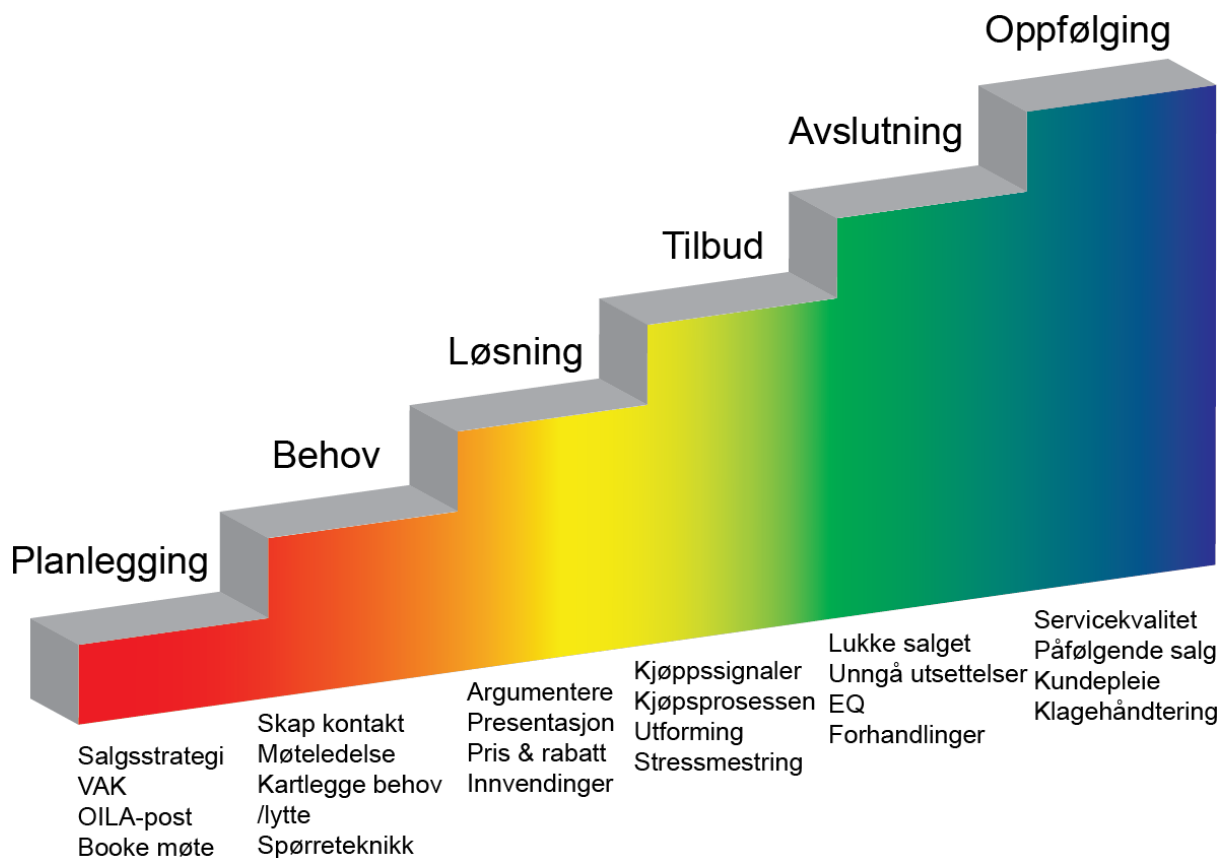 Oppfølging
Avslutning
Tilbud
Løsning
Behov
Planlegging
Salgsstrategi
VAK
OILA-post
Booke møte
Skap kontakt
Møteledelse
Kartlegge behov
/lytte
Spørreteknikk
Argumentere
Presentasjon
Pris & rabatt
Innvendinger
Kjøppssignaler
Kjøpsprosessen
Utforming
Stressmestring
Lukke salget
Unngå utsettelser
EQ
Forhandlinger
Servicekvalitet
Påfølgende salg
Kundepleie
Klagehåndtering